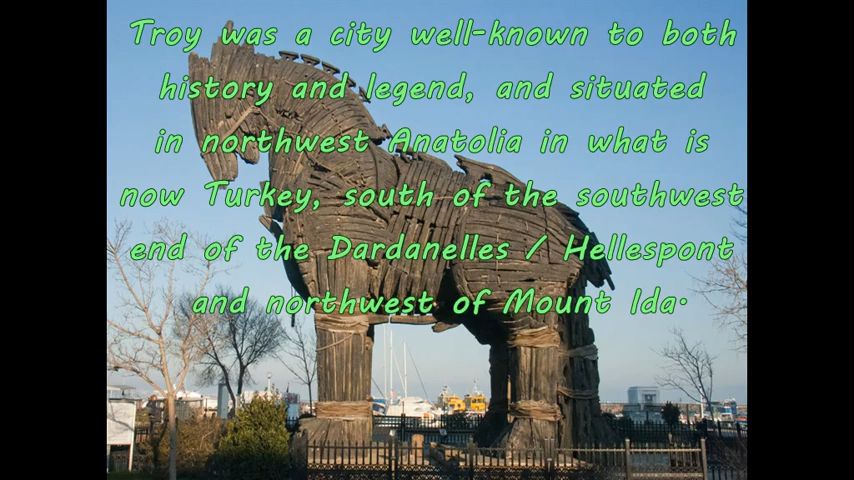 Troy was a city well-known to both
history and legend, and situated
in northwest Anatolia in what is
now Turkey, south of the southwest
end of the Dardanelles / Hellespont
and northwest of Mount Ida.